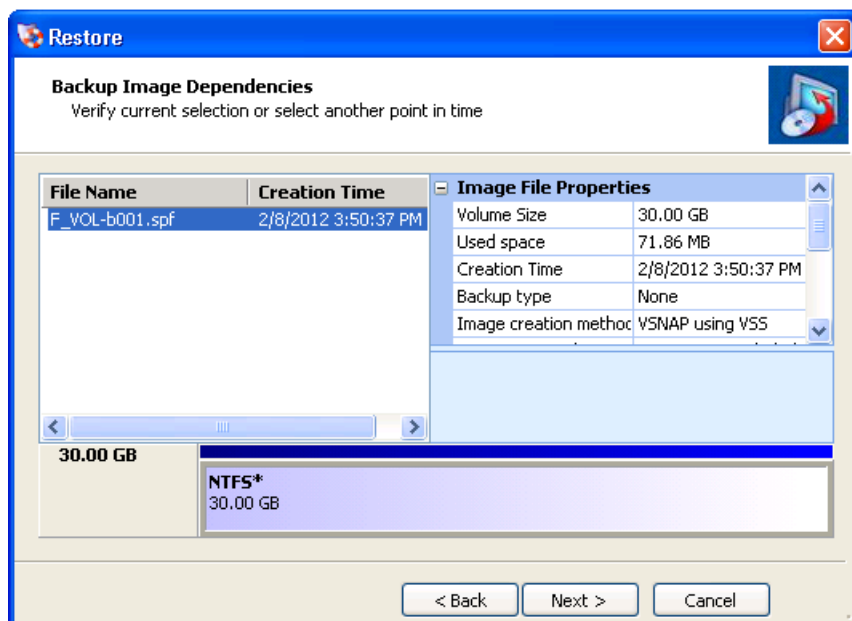 Restore
Backup Image Dependencies
Verify current selection or select another point in time
File Name Creation Time
F_VOL-b001.spf 2/8/2012 3:50:37 PM
Image File Properties
Volume Size 30.00 GB
Used space 71.86 MB
Creation Time 2/8/2012 3:50:37 PM
Backup type None
Image creation method VSNAP using VSS
30.00 GB
NTFS*
30.00 GB
< Back Next > Cancel